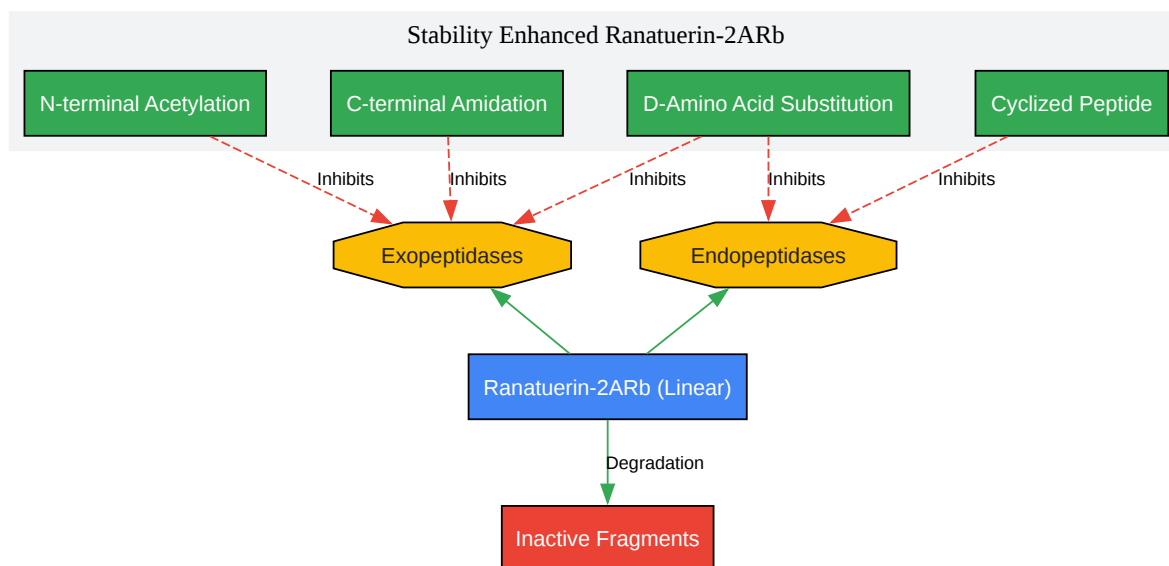 Stability Enhanced Ranatuerin-2ARb
N-terminal Acetylation
C-terminal Amidation
D-Amino Acid Substitution
Cyclized Peptide
Inhibits
Inhibits
Inhibits
Inhibits
Inhibits
Exopeptidases
Endopeptidases
Ranatuerin-2ARb (Linear)
Degradation
Inactive Fragments